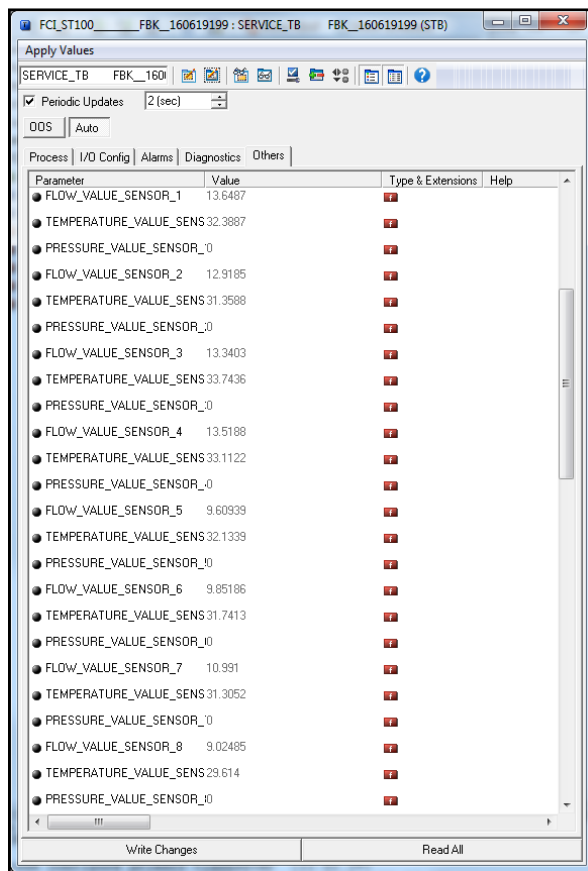 FCI_ST100________FBK__160619199 : SERVICE_TB FBK__160619199 (STB)
Apply Values
SERVICE_TB FBK__160
Periodic Updates 2 (sec)
OOS Auto
Process I/O Config Alarms Diagnostics Others
Parameter Value Type & Extensions Help
FLOW_VALUE_SENSOR_1 13.6487 f
TEMPERATURE_VALUE_SENS 32.3887 f
PRESSURE_VALUE_SENSOR_ 0 f
FLOW_VALUE_SENSOR_2 12.9185 f
TEMPERATURE_VALUE_SENS 31.3588 f
PRESSURE_VALUE_SENSOR_ 0 f
FLOW_VALUE_SENSOR_3 13.3403 f
TEMPERATURE_VALUE_SENS 33.7436 f
PRESSURE_VALUE_SENSOR_ 0 f
FLOW_VALUE_SENSOR_4 13.5188 f
TEMPERATURE_VALUE_SENS 33.1122 f
PRESSURE_VALUE_SENSOR_ 0 f
FLOW_VALUE_SENSOR_5 9.60939 f
TEMPERATURE_VALUE_SENS 32.1339 f
PRESSURE_VALUE_SENSOR_ 0 f
FLOW_VALUE_SENSOR_6 9.85186 f
TEMPERATURE_VALUE_SENS 31.7413 f
PRESSURE_VALUE_SENSOR_ 0 f
FLOW_VALUE_SENSOR_7 10.991 f
TEMPERATURE_VALUE_SENS 31.3052 f
PRESSURE_VALUE_SENSOR_ 0 f
FLOW_VALUE_SENSOR_8 9.02485 f
TEMPERATURE_VALUE_SENS 29.614 f
PRESSURE_VALUE_SENSOR_ 0 f
Write Changes Read All